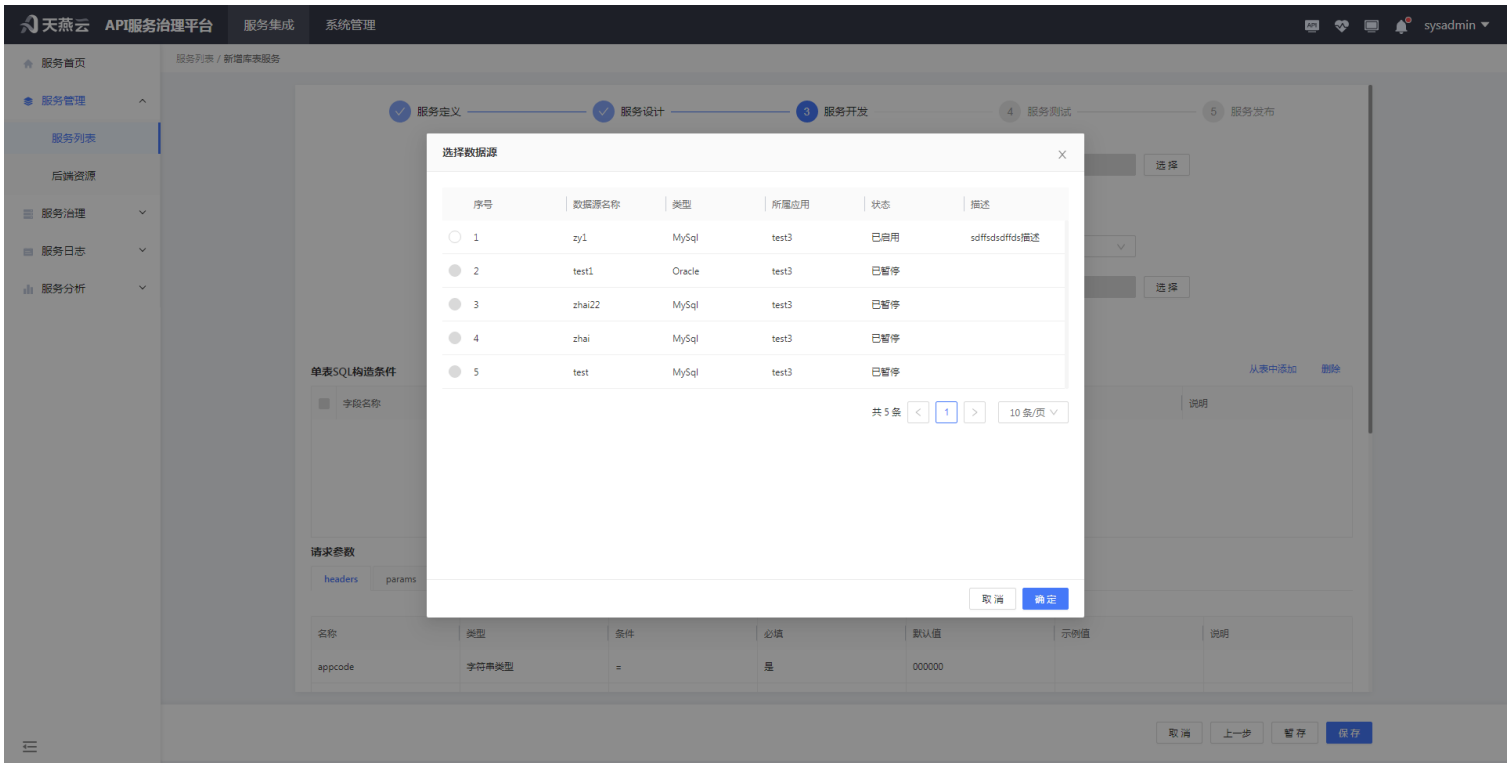 天燕云 API服务治理平台 服务集成 系统管理 API sysadmin
服务首页
服务列表 / 新增库表服务
服务管理
服务列表
后端资源
服务治理
服务日志
服务分析
服务定义 服务设计 3 服务开发 4 服务测试 5 服务发布
选择
选择
选择数据源
序号 数据源名称 类型 所属应用 状态 描述
1 zy1 MySql test3 已启用 sdffsdsdffds描述
2 test1 Oracle test3 已暂停
3 zhai22 MySql test3 已暂停
4 zhai MySql test3 已暂停
5 test MySql test3 已暂停
共 5 条 < 1 > 10 条/页
取 消 确 定
单表SQL构造条件 从表中添加 删除
字段名称 说明
请求参数
headers params
名称 类型 条件 必填 默认值 示例值 说明
appcode 字符串类型 = 是 000000
取 消 上一步 暂 存 保 存